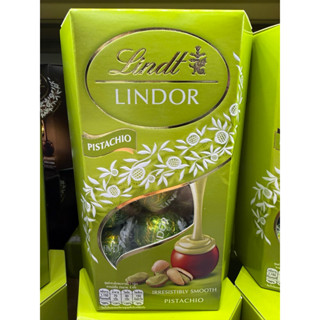 Lindt
LINDOR
PISTACHIO
IRRESISTIBLY SMOOTH
PISTACHIO